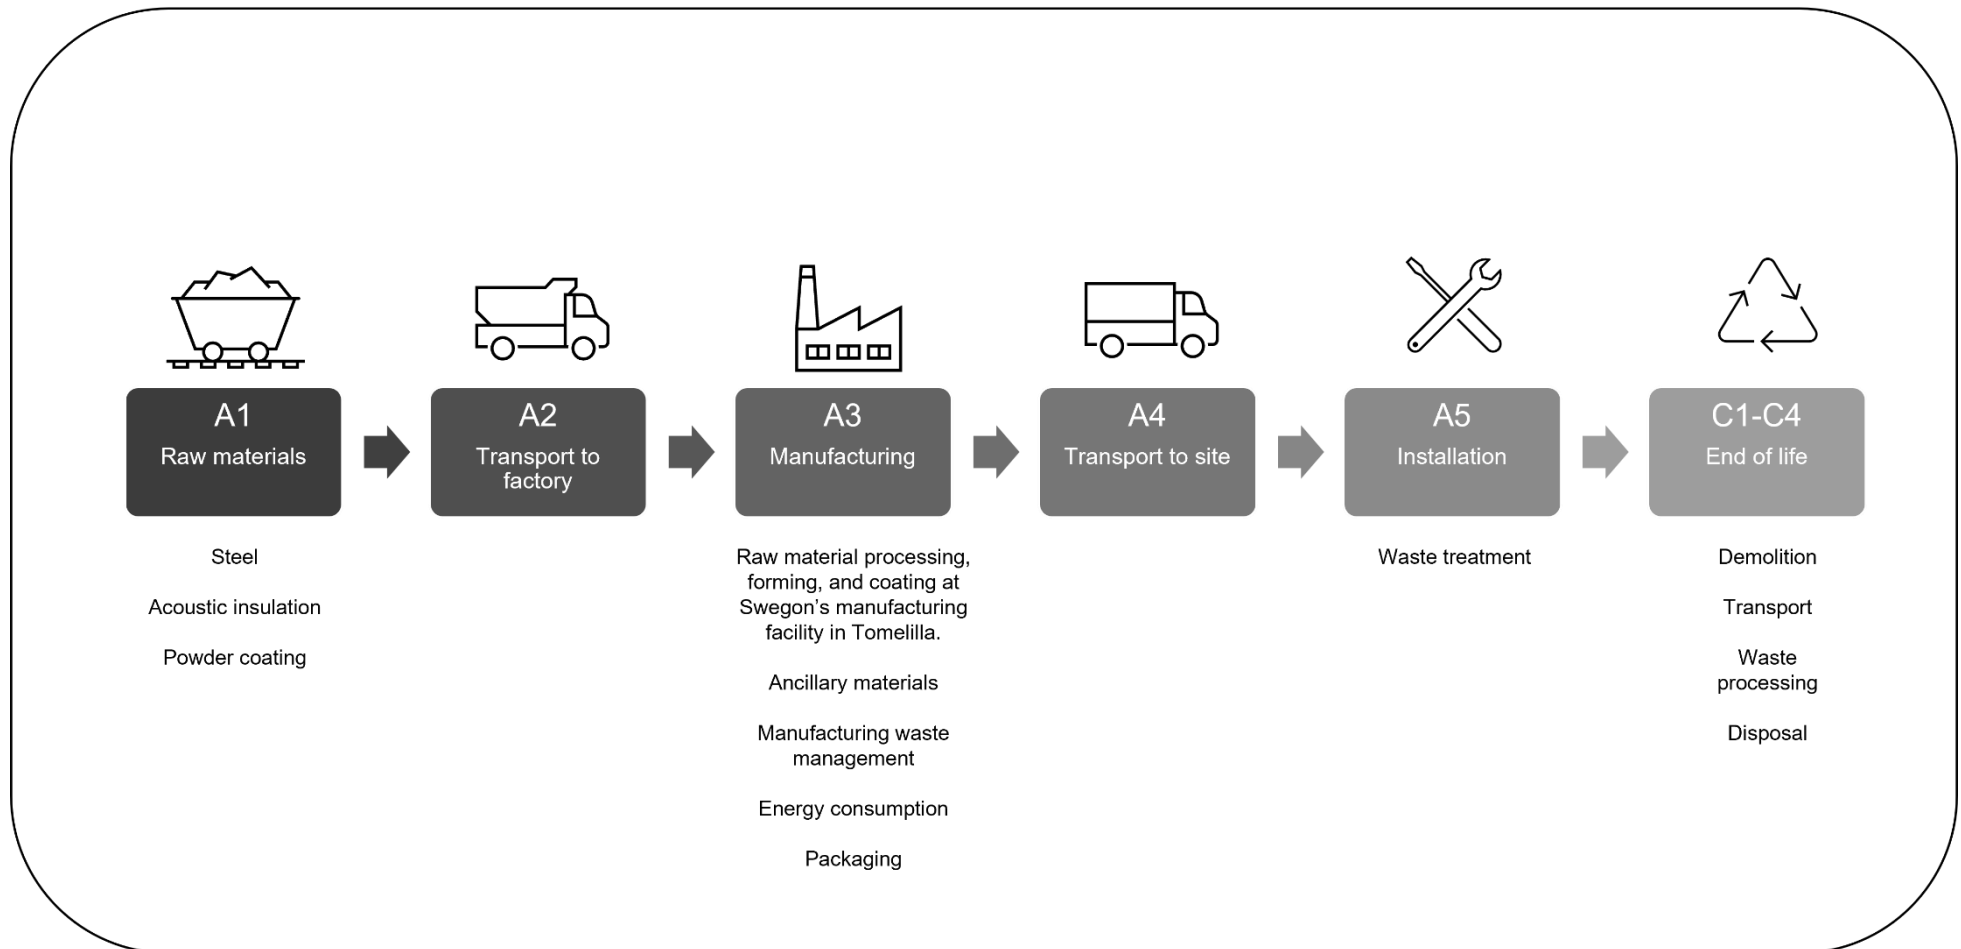 A1
Raw materials
A2
Transport to
factory
A3
Manufacturing
A4
Transport to site
A5
Installation
C1-C4
End of life
Steel
Acoustic insulation
Powder coating
Raw material processing,
forming, and coating at
Swegon’s manufacturing
facility in Tomelilla.
Ancillary materials
Manufacturing waste
management
Energy consumption
Packaging
Waste treatment
Demolition
Transport
Waste
processing
Disposal